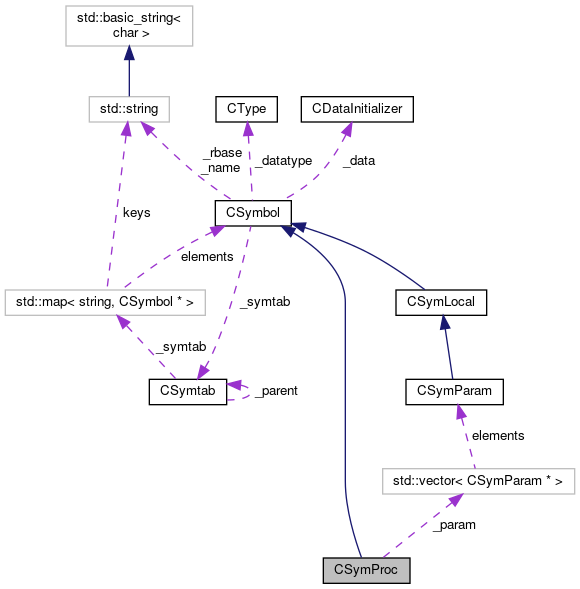 std::basic_string<
char >
std::string
CType
CDataInitializer
_rbase
_name
_datatype
_data
keys
CSymbol
elements
std::map< string, CSymbol * >
_symtab
CSymLocal
_symtab
CSymtab
_parent
CSymParam
elements
std::vector< CSymParam * >
_param
CSymProc